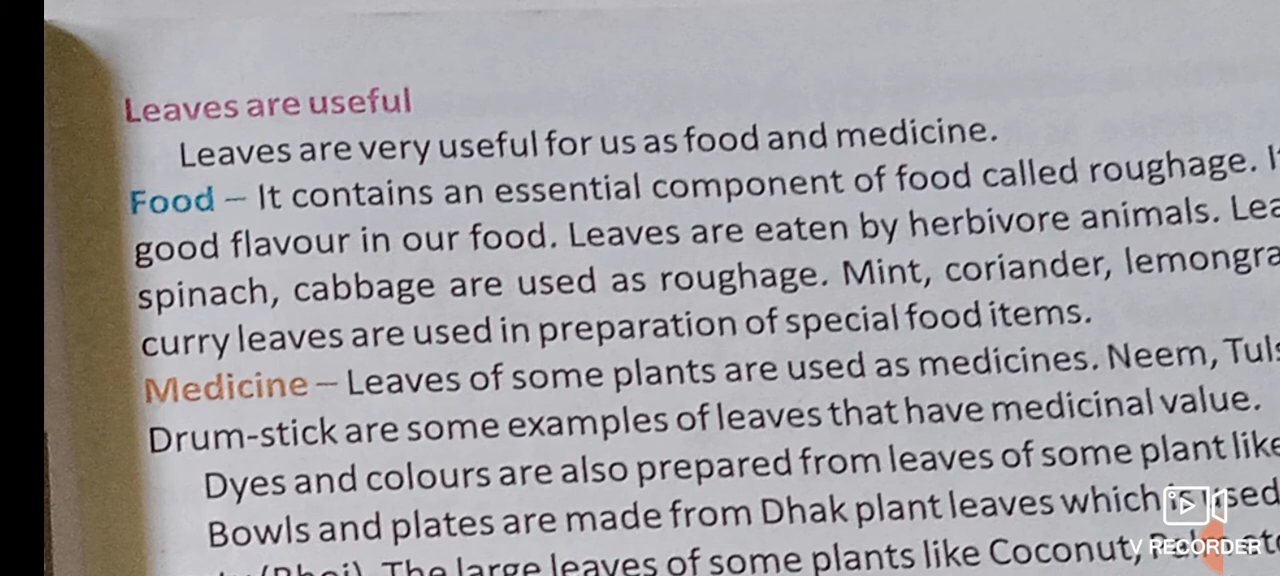 Leaves are useful
Leaves are very useful for us as food and medicine.
Food – It contains an essential component of food called roughage.
good flavour in our food. Leaves are eaten by herbivore animals.
spinach, cabbage are used as roughage. Mint, coriander,
curry leaves are used in preparation of special food items.
Medicine – Leaves of some plants are used as medicines. Neem,
Drum-stick are some examples of leaves that have medicinal value.
Dyes and colours are also prepared from leaves of some plant like
Bowls and plates are made from Dhak plant leaves which is used
The large leaves of some plants like Coconut,
V RECORDER